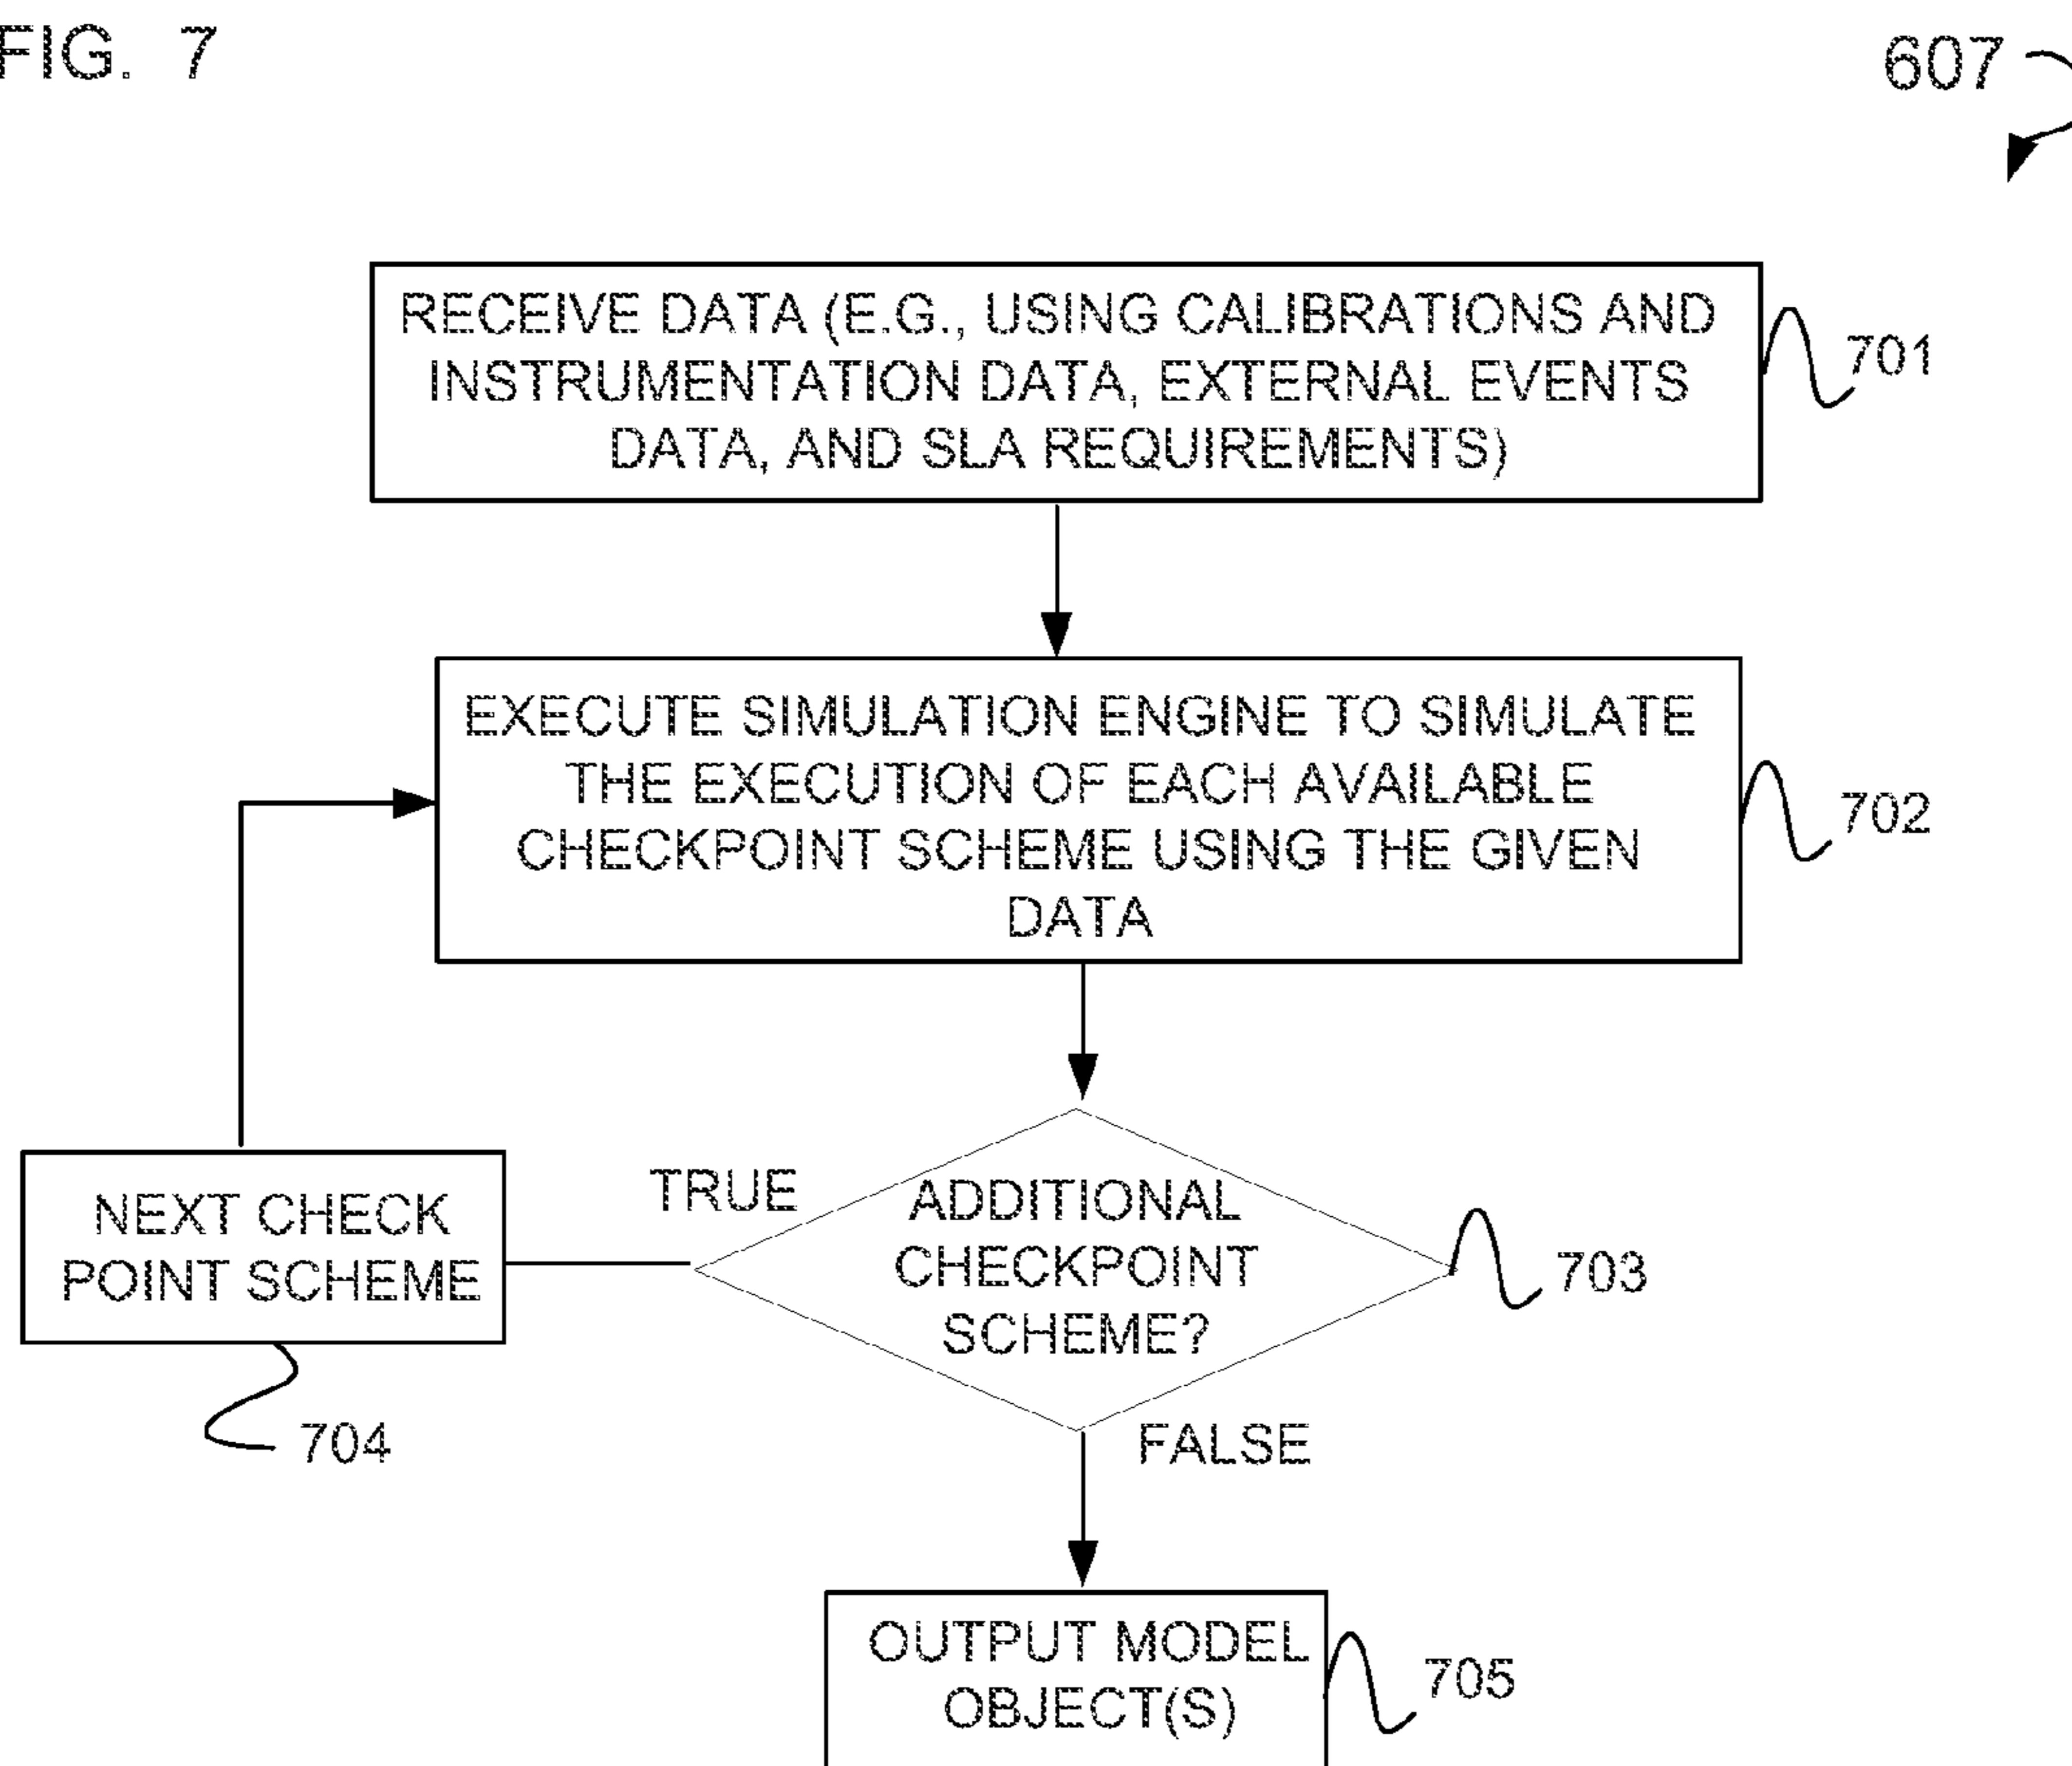 FIG. 7
607
RECEIVE DATA (E.G., USING CALIBRATIONS AND
INSTRUMENTATION DATA, EXTERNAL EVENTS
DATA, AND SLA REQUIREMENTS)
701
EXECUTE SIMULATION ENGINE TO SIMULATE
THE EXECUTION OF EACH AVAILABLE
CHECKPOINT SCHEME USING THE GIVEN
DATA
702
NEXT CHECK
POINT SCHEME
704
TRUE
ADDITIONAL
CHECKPOINT
SCHEME?
703
FALSE
OUTPUT MODEL
OBJECT(S)
705